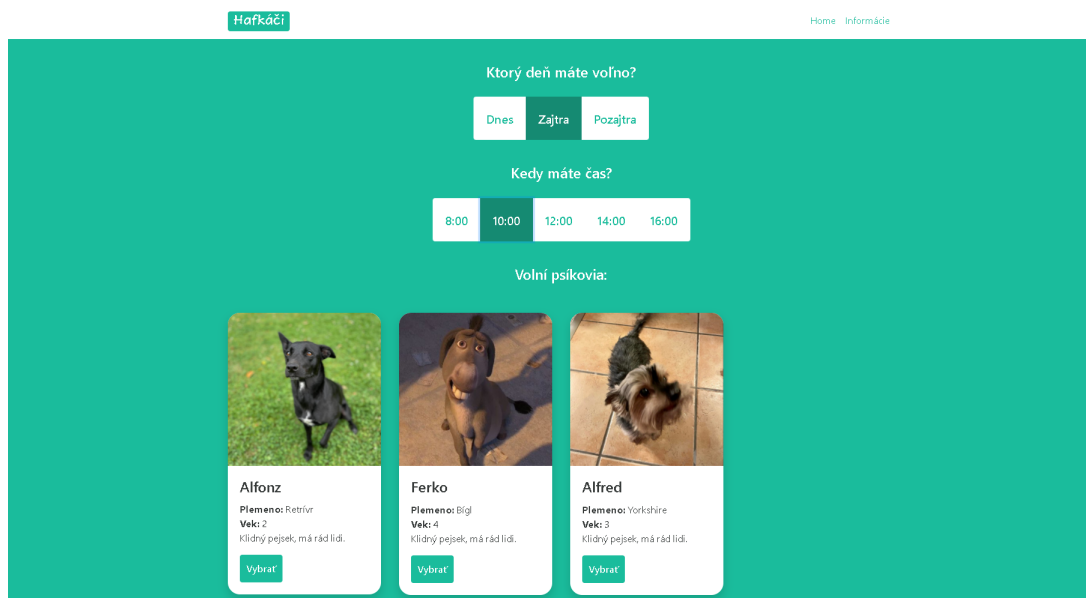 Hafkáči
Home Informácie
Ktorý deň máte voľno?
Dnes Zajtra Pozajtra
Kedy máte čas?
8:00 10:00 12:00 14:00 16:00
Volní psíkovia:
Alfonz
Plemeno: Retrívr
Vek: 2
Klidný pejsek, má rád lidi.
Vybrať
Ferko
Plemeno: Bígl
Vek: 4
Klidný pejsek, má rád lidi.
Vybrať
Alfred
Plemeno: Yorkshire
Vek: 3
Klidný pejsek, má rád lidi.
Vybrať